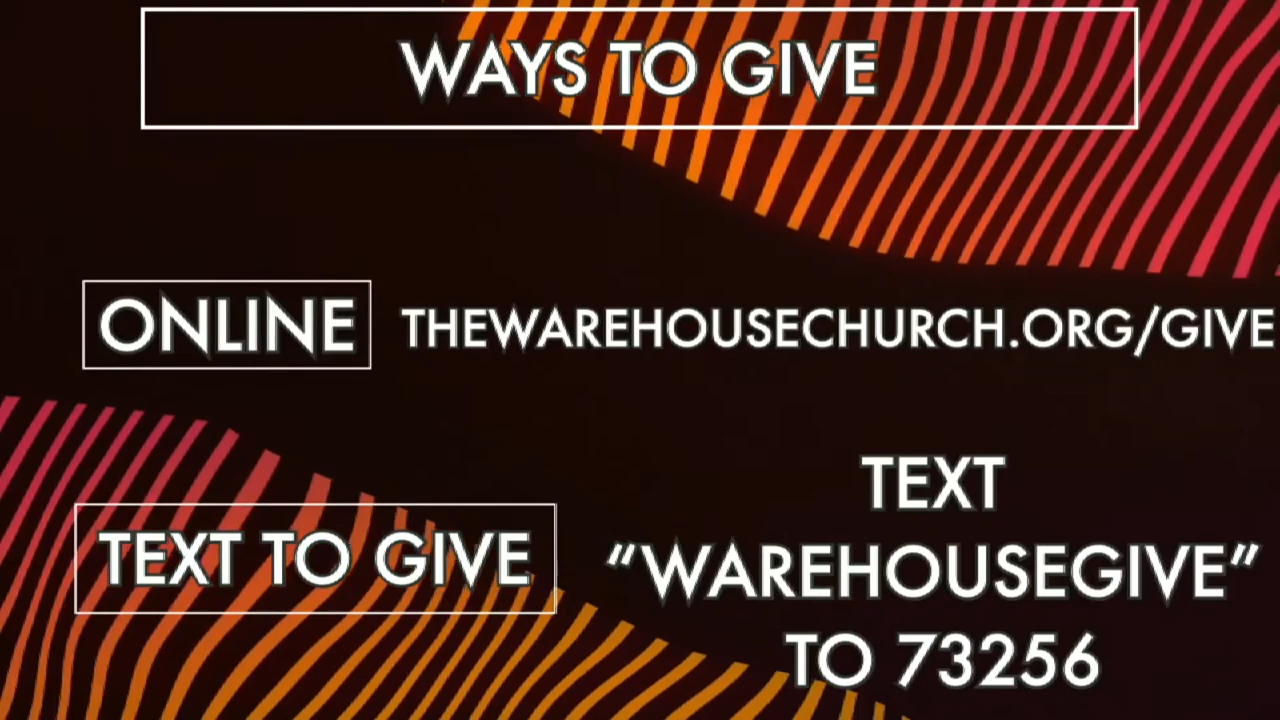 WAYS TO GIVE
ONLINE THEWAREHOUSECHURCH.ORG/GIVE
TEXT TO GIVE
TEXT
“WAREHOUSEGIVE”
TO 73256